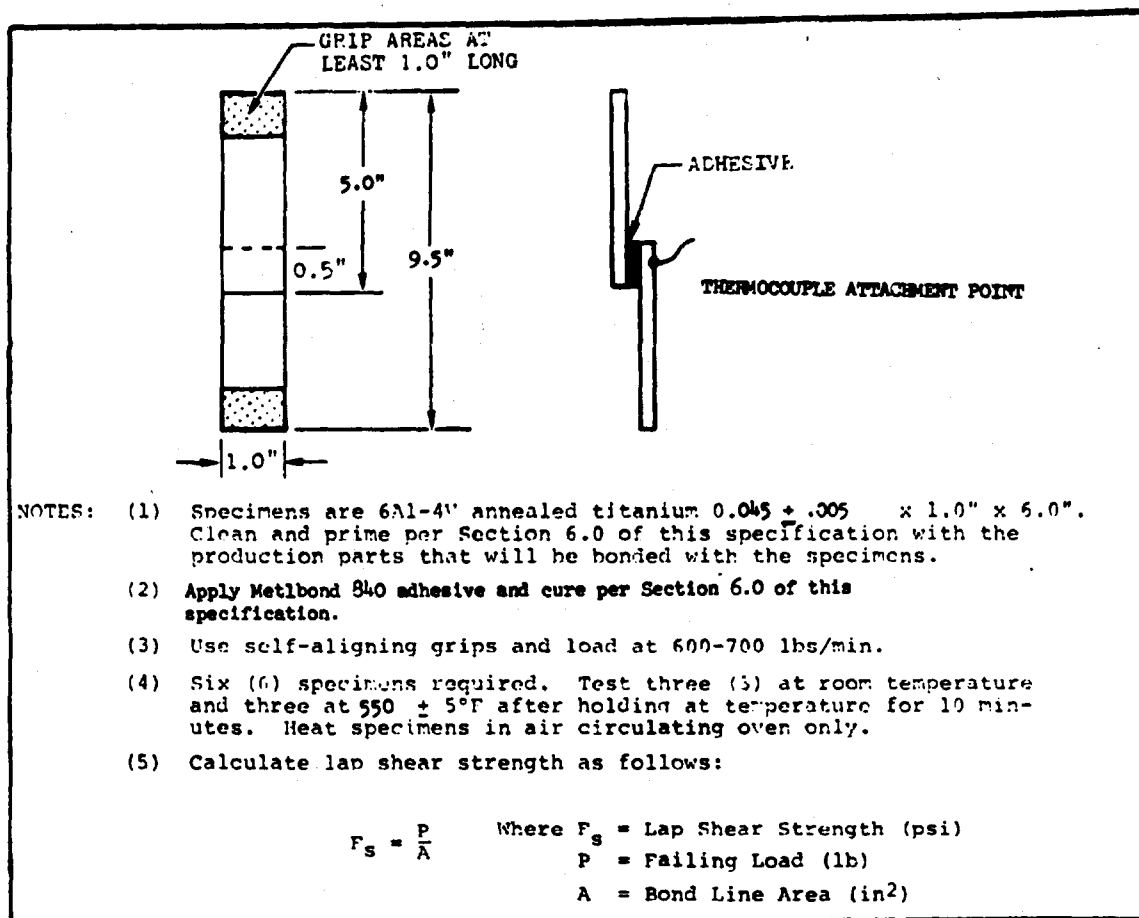 GRIP AREAS AT
LEAST 1.0" LONG
ADHESIVE
5.0"
0.5"
9.5"
THERMOCOUPLE ATTACHMENT POINT
1.0"
NOTES: (1) Specimens are 6Al-4V annealed titanium 0.045 ± .005 x 1.0" x 6.0".
Clean and prime per Section 6.0 of this specification with the
production parts that will be bonded with the specimens.
(2) Apply Metlbond 840 adhesive and cure per Section 6.0 of this
specification.
(3) Use self-aligning grips and load at 600-700 lbs/min.
(4) Six (6) specimens required. Test three (3) at room temperature
and three at 550 ± 5°F after holding at temperature for 10 min-
utes. Heat specimens in air circulating oven only.
(5) Calculate lap shear strength as follows:
Fs = P/A Where Fs = Lap Shear Strength (psi)
P = Failing Load (lb)
A = Bond Line Area (in²)